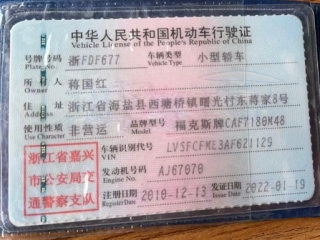 中华人民共和国机动车行驶证
Vehicle License of the People's Republic of China
号牌号码 浙FDF677 车辆类型 小型轿车
Plate No. Vehicle Type
所有人 蒋国红
Owner
住址 浙江省海盐县西塘桥镇曙光村东蒋家8号
Address
使用性质 非营运 品牌型号 福克斯牌CAF7180M48
Use Character Model
车辆识别代号 LVSFCFME3AF621129
VIN
浙江省嘉兴
市公安局交
通警察支队
发动机号码 AJ67070
Engine No.
注册日期 2010-12-13 发证日期 2022-01-19
Register Date Issue Date